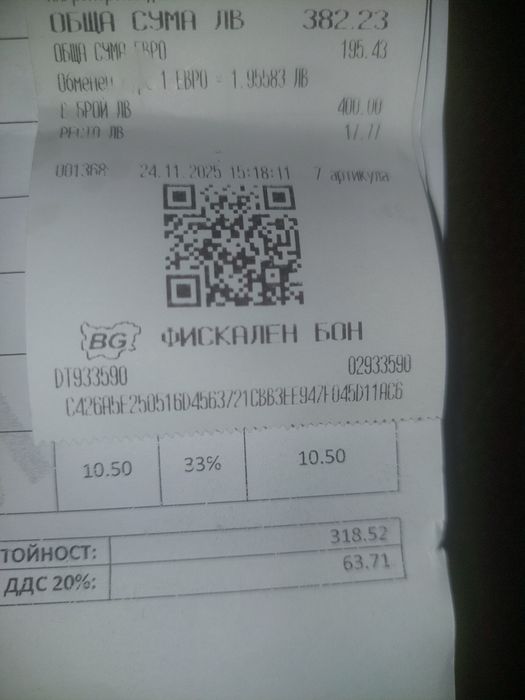 ОБЩА СУМА ЛВ 382.23
ОБЩА СУМА ЕВРО 195.43
Обменен 1 ЕВРО = 1.95583 ЛВ
В БРОЙ ЛВ 400.00
РЕСТО ЛВ 17.77
001368 24.11.2025 15:18:11 7 артикула
BG ФИСКАЛЕН БОН
DT933590 02933590
C426A5E250516D4563721CBB3EE947F045D11AC6
10.50 33% 10.50
ТОЙНОСТ: 318.52
ДДС 20%: 63.71